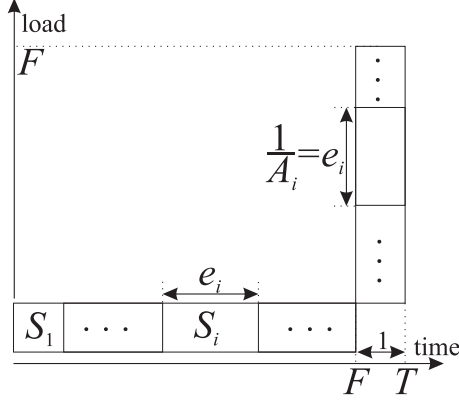 load
F
1/A_i = e_i
e_i
S_1 ... S_i ...
1
time
F T